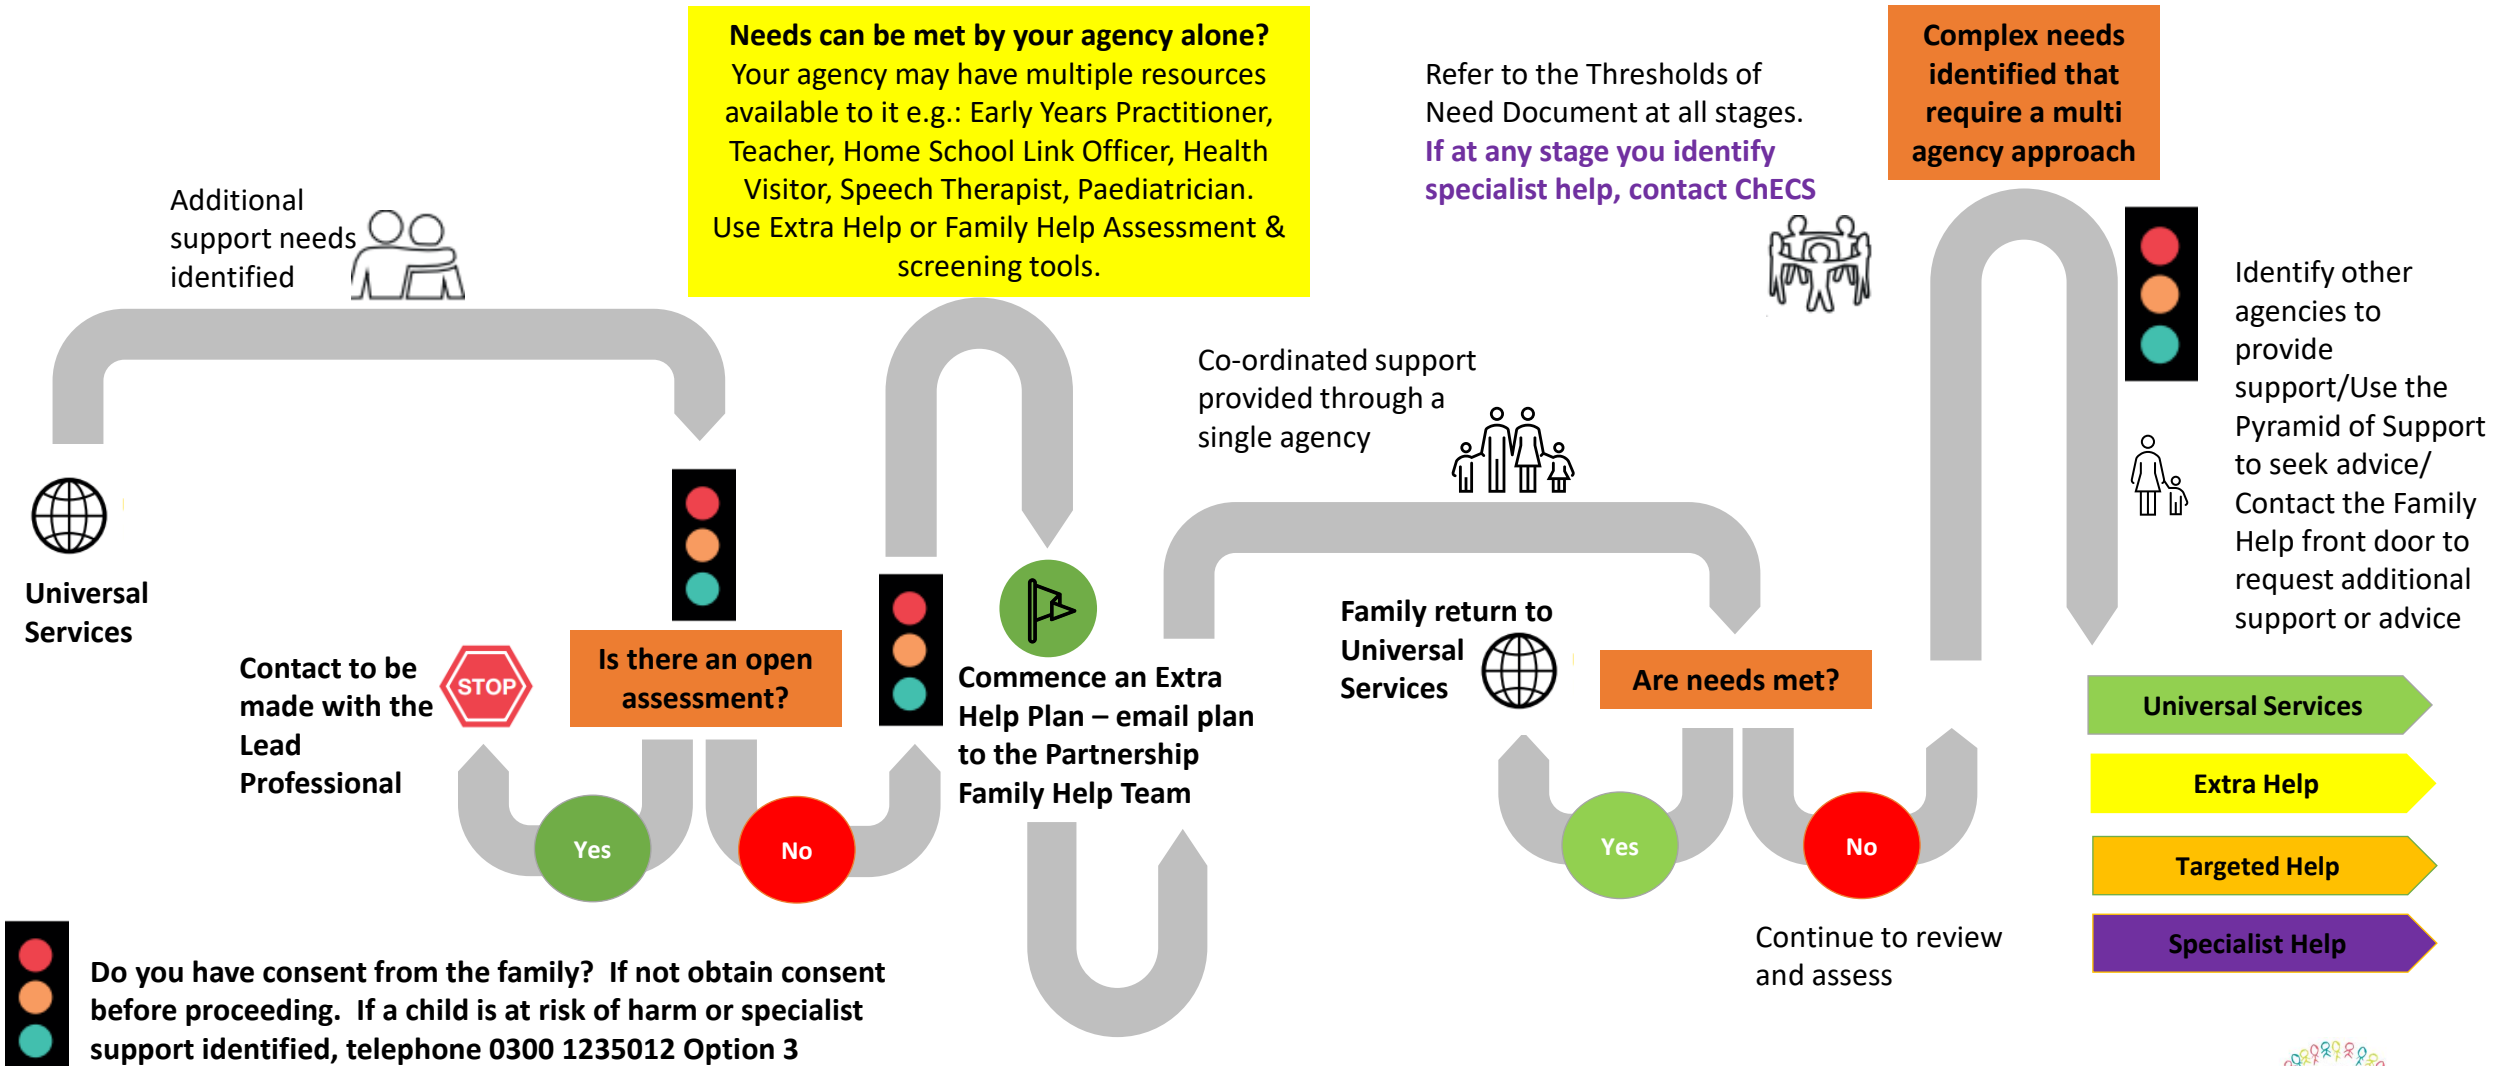 Needs can be met by your agency alone?
Your agency may have multiple resources
available to it e.g.: Early Years Practitioner,
Teacher, Home School Link Officer, Health
Visitor, Speech Therapist, Paediatrician.
Use Extra Help or Family Help Assessment &
screening tools.
Refer to the Thresholds of
Need Document at all stages.
If at any stage you identify
specialist help, contact ChECS
Complex needs
identified that
require a multi
agency approach
Additional
support needs
identified
Identify other
agencies to
provide
support/Use the
Pyramid of Support
to seek advice/
Contact the Family
Help front door to
request additional
support or advice
Co-ordinated support
provided through a
single agency
Universal
Services
Contact to be
made with the
Lead
Professional
STOP
Is there an open
assessment?
Yes
No
Commence an Extra
Help Plan – email plan
to the Partnership
Family Help Team
Family return to
Universal
Services
Are needs met?
Yes
No
Continue to review
and assess
Universal Services
Extra Help
Targeted Help
Specialist Help
Do you have consent from the family?  If not obtain consent
before proceeding.  If a child is at risk of harm or specialist
support identified, telephone 0300 1235012 Option 3